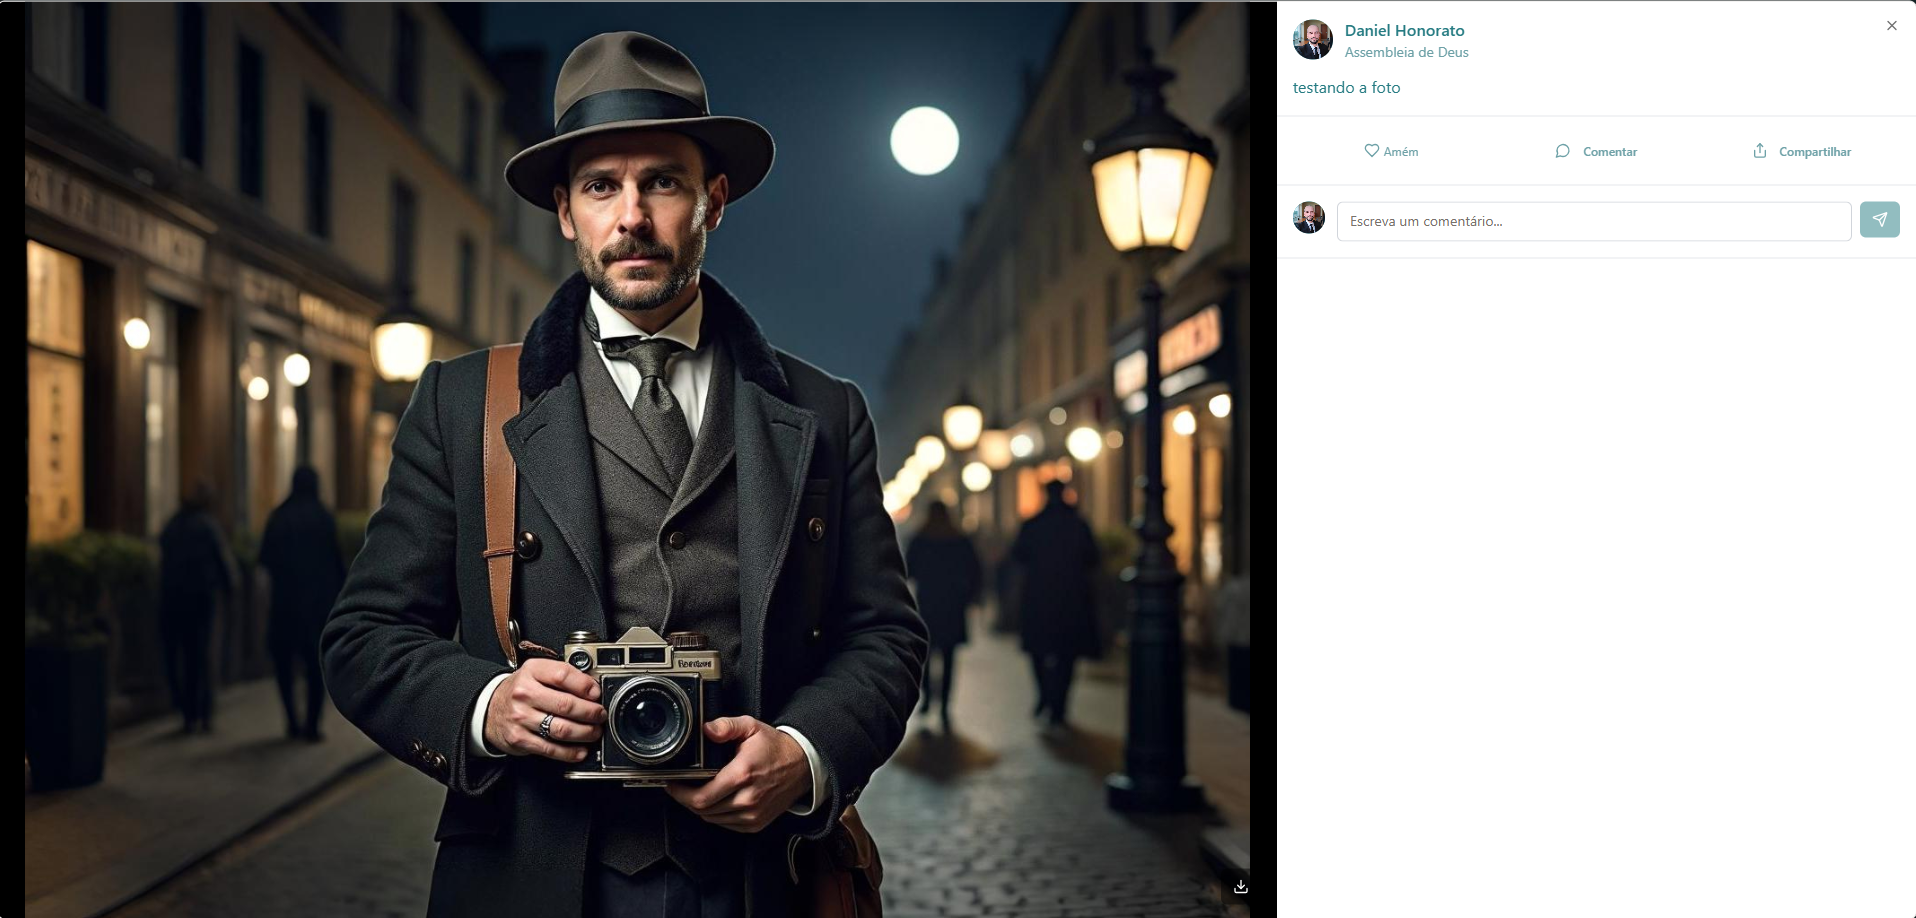 Daniel Honorato
Assembleia de Deus
testando a foto
Amém
Comentar
Compartilhar
Escreva um comentário...